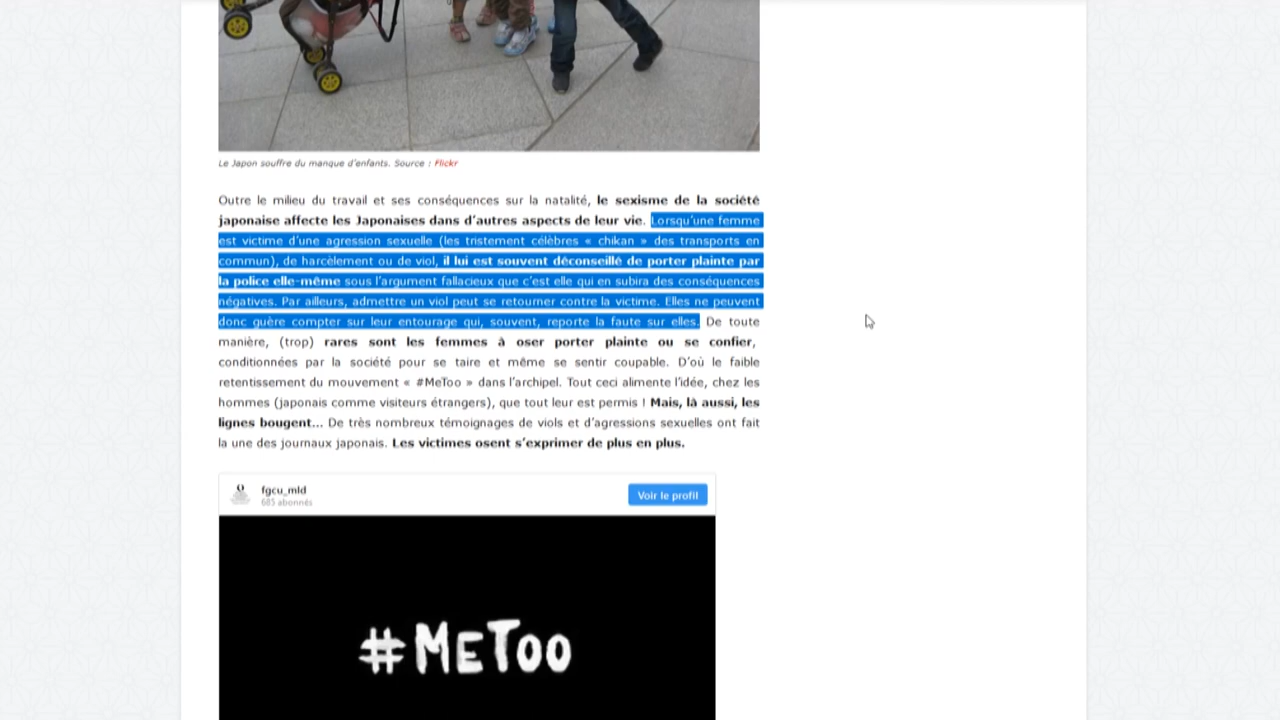 Le Japon souffre du manque d'enfants. Source : Flickr
Outre le milieu du travail et ses conséquences sur la natalité, le sexisme de la société
japonaise affecte les Japonaises dans d'autres aspects de leur vie. Lorsqu'une femme
est victime d'une agression sexuelle (les tristement célèbres « chikan » des transports en
commun), de harcèlement ou de viol, il lui est souvent déconseillé de porter plainte par
la police elle-même sous l'argument fallacieux que c'est elle qui en subira des conséquences
négatives. Par ailleurs, admettre un viol peut se retourner contre la victime. Elles ne peuvent
donc guère compter sur leur entourage qui, souvent, reporte la faute sur elles. De toute
manière, (trop) rares sont les femmes à oser porter plainte ou se confier,
conditionnées par la société pour se taire et même se sentir coupable. D'où le faible
retentissement du mouvement « #MeToo » dans l'archipel. Tout ceci alimente l'idée, chez les
hommes (japonais comme visiteurs étrangers), que tout leur est permis ! Mais, là aussi, les
lignes bougent... De très nombreux témoignages de viols et d'agressions sexuelles ont fait
la une des journaux japonais. Les victimes osent s'exprimer de plus en plus.
fgcu_mld
685 abonnés
Voir le profil
#METOO